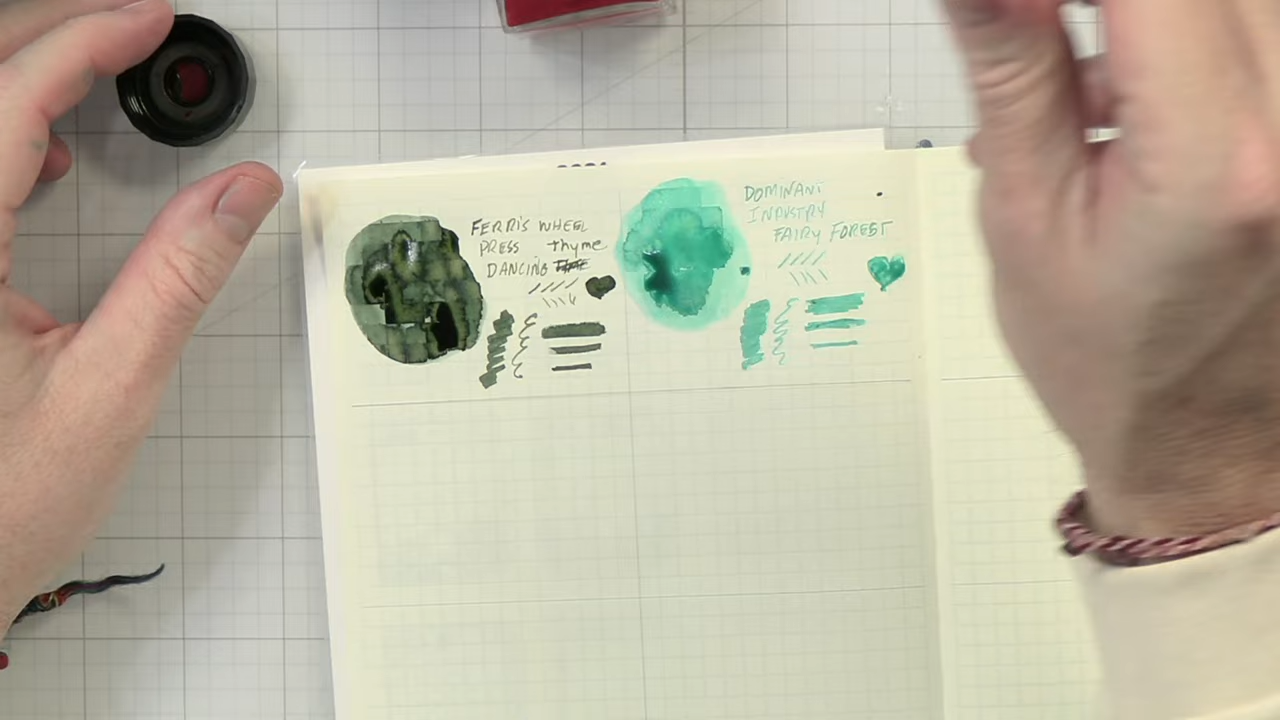 FERRIS WHEEL
PRESS thyme
DANCING
DOMINANT
INDUSTRY
FAIRY FOREST